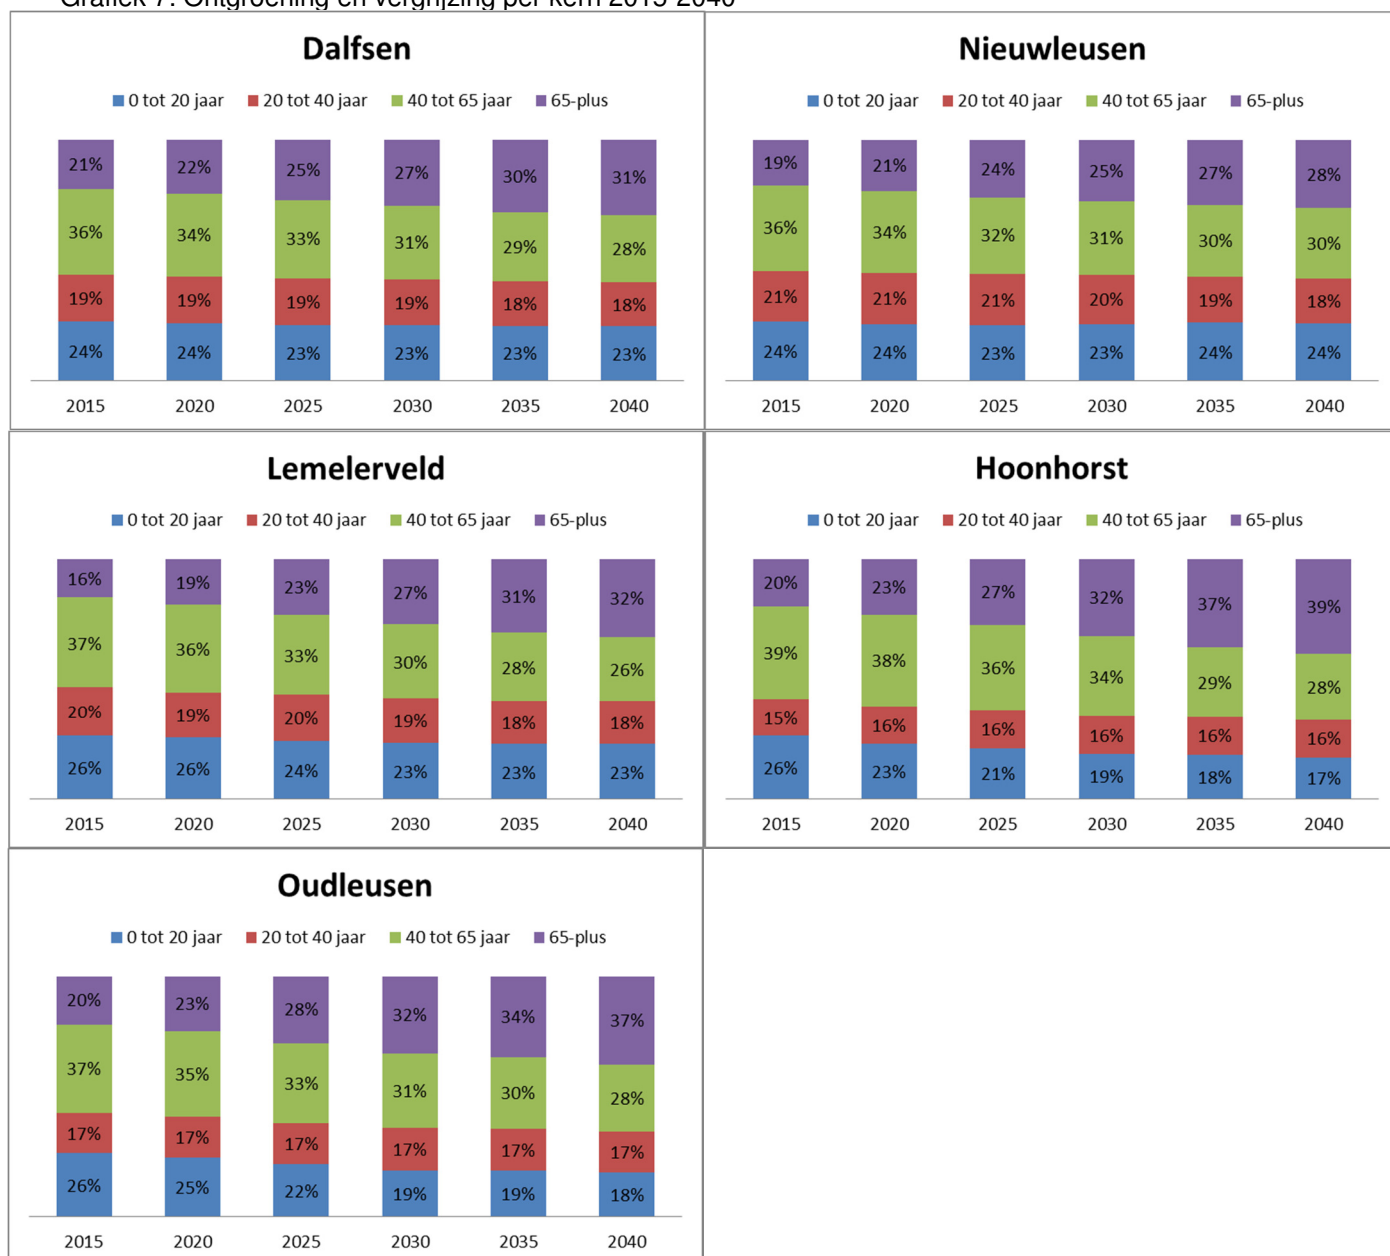 Grafiek 7: Ontgroening en vergrijzing per kern 2015-2040
Dalfsen
0 tot 20 jaar 20 tot 40 jaar 40 tot 65 jaar 65-plus
21% 22% 25% 27% 30% 31%
36% 34% 33% 31% 29% 28%
19% 19% 19% 19% 18% 18%
24% 24% 23% 23% 23% 23%
2015 2020 2025 2030 2035 2040
Nieuwleusen
0 tot 20 jaar 20 tot 40 jaar 40 tot 65 jaar 65-plus
19% 21% 24% 25% 27% 28%
36% 34% 32% 31% 30% 30%
21% 21% 21% 20% 19% 18%
24% 24% 23% 23% 24% 24%
2015 2020 2025 2030 2035 2040
Lemelerveld
0 tot 20 jaar 20 tot 40 jaar 40 tot 65 jaar 65-plus
16% 19% 23% 27% 31% 32%
37% 36% 33% 30% 28% 26%
20% 19% 20% 19% 18% 18%
26% 26% 24% 23% 23% 23%
2015 2020 2025 2030 2035 2040
Hoonhorst
0 tot 20 jaar 20 tot 40 jaar 40 tot 65 jaar 65-plus
20% 23% 27% 32% 37% 39%
39% 38% 36% 34% 29% 28%
15% 16% 16% 16% 16% 16%
26% 23% 21% 19% 18% 17%
2015 2020 2025 2030 2035 2040
Oudleusen
0 tot 20 jaar 20 tot 40 jaar 40 tot 65 jaar 65-plus
20% 23% 28% 32% 34% 37%
37% 35% 33% 31% 30% 28%
17% 17% 17% 17% 17% 17%
26% 25% 22% 19% 19% 18%
2015 2020 2025 2030 2035 2040